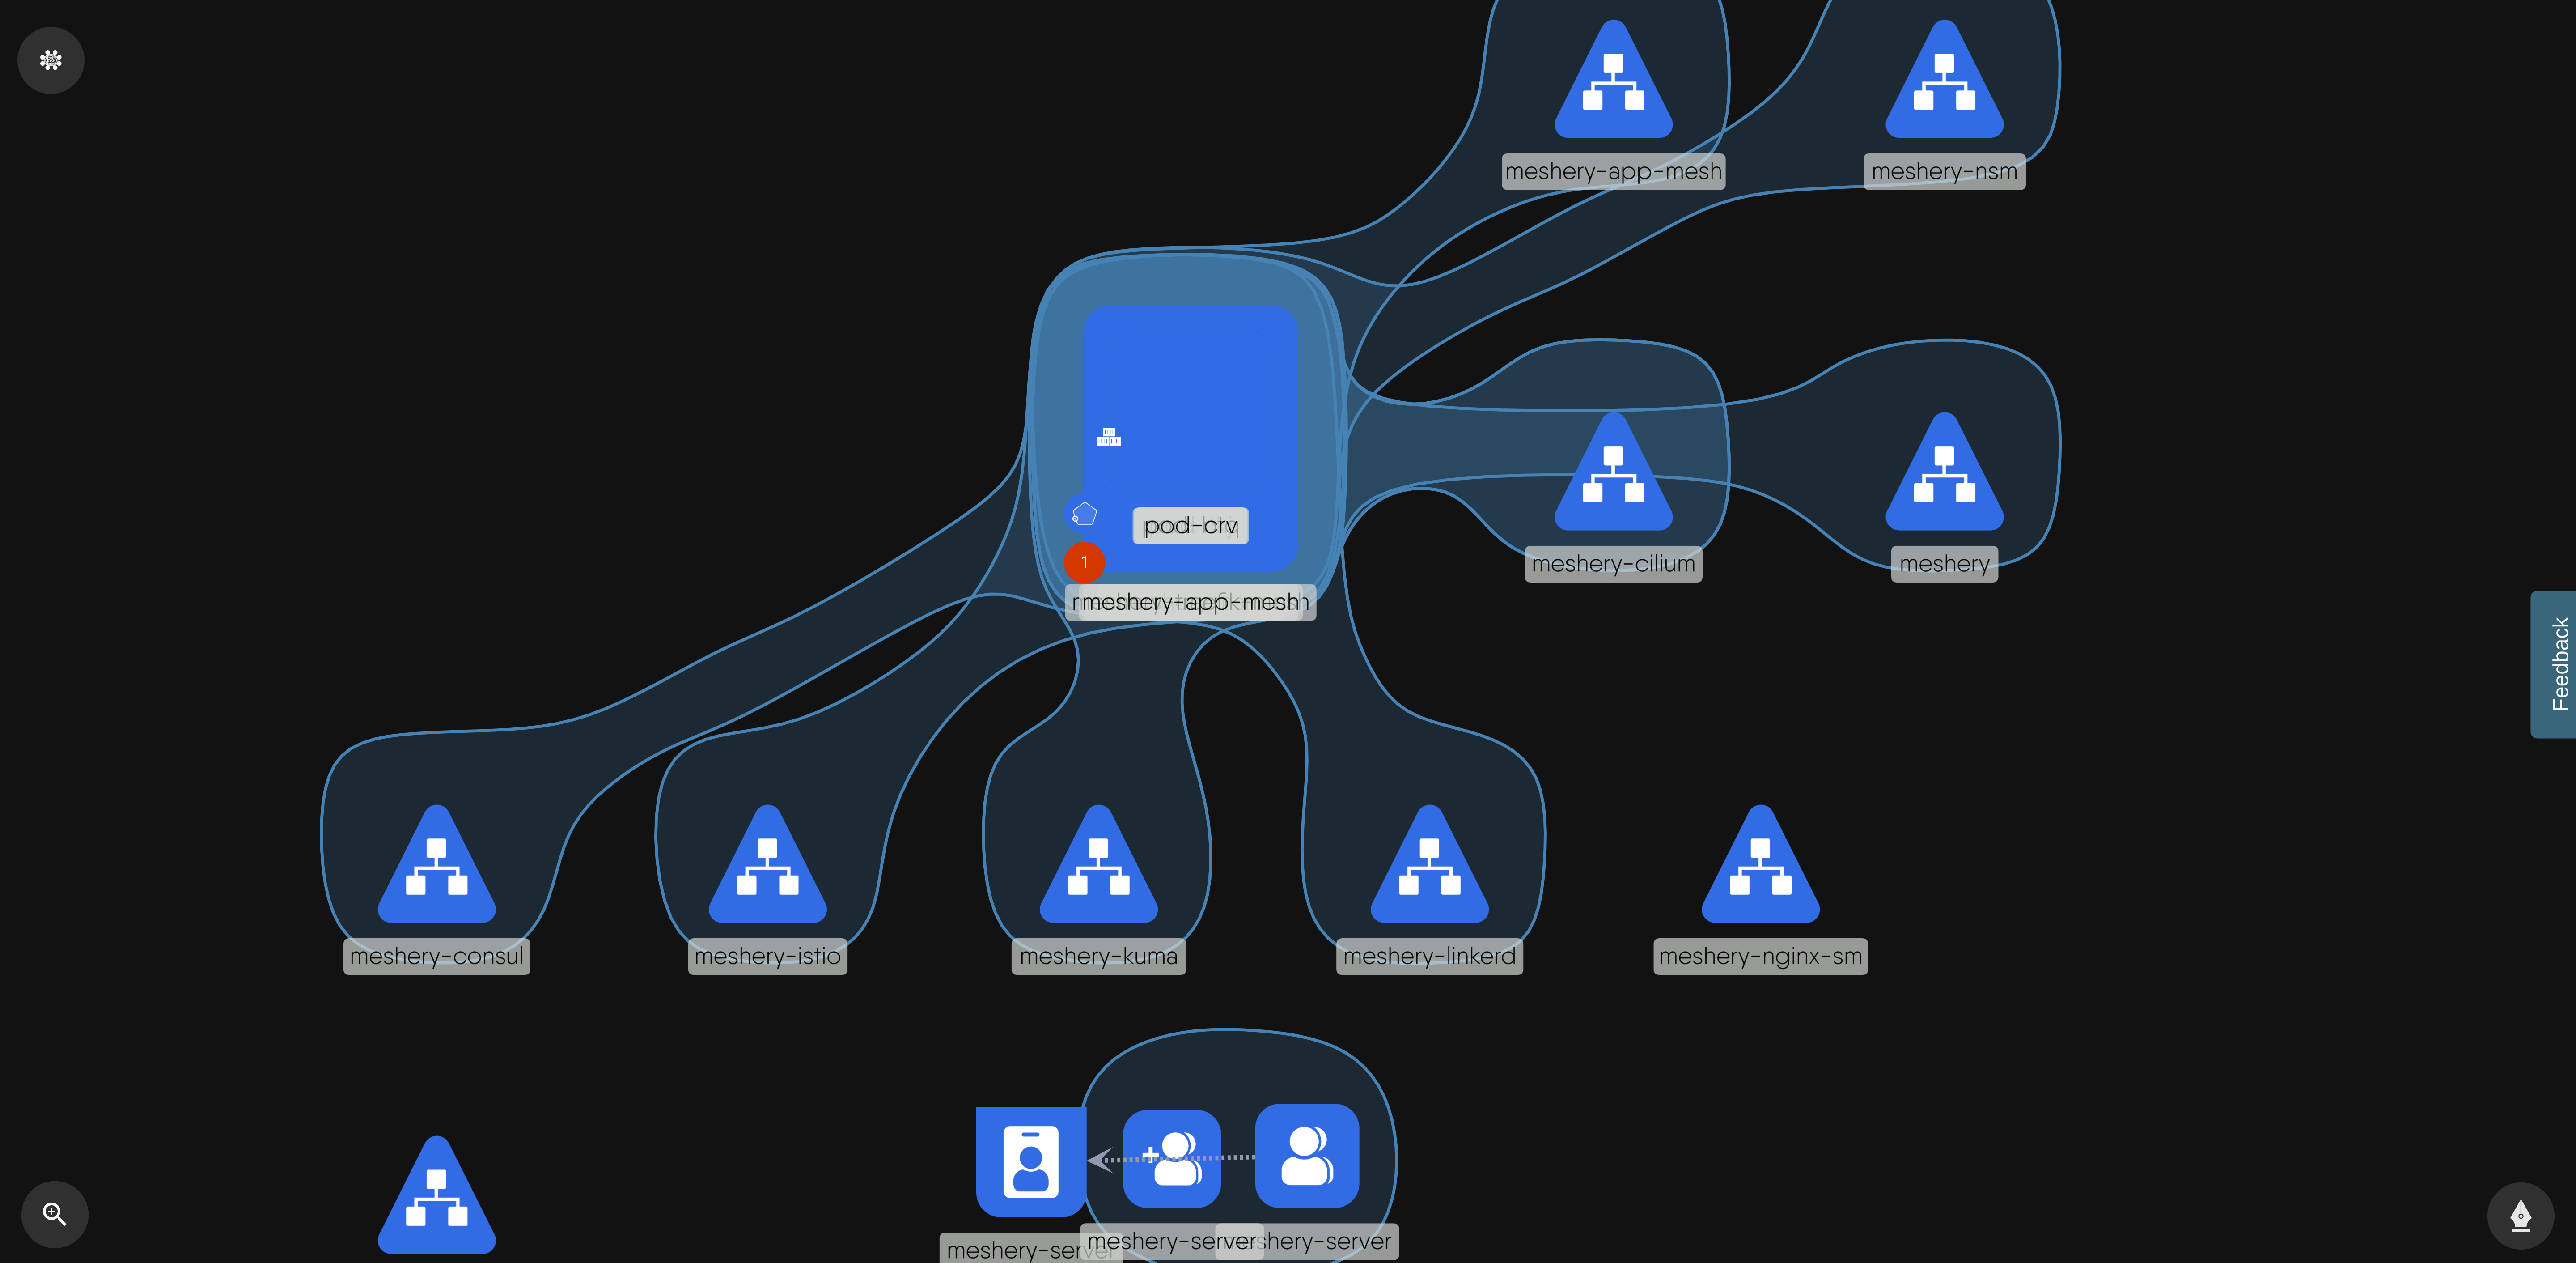 meshery-app-mesh
meshery-nsm
pod-crv
1
meshery-app-mesh
meshery-cilium
meshery
Feedback
meshery-consul
meshery-istio
meshery-kuma
meshery-linkerd
meshery-nginx-sm
meshery-server
meshery-server
meshery-server